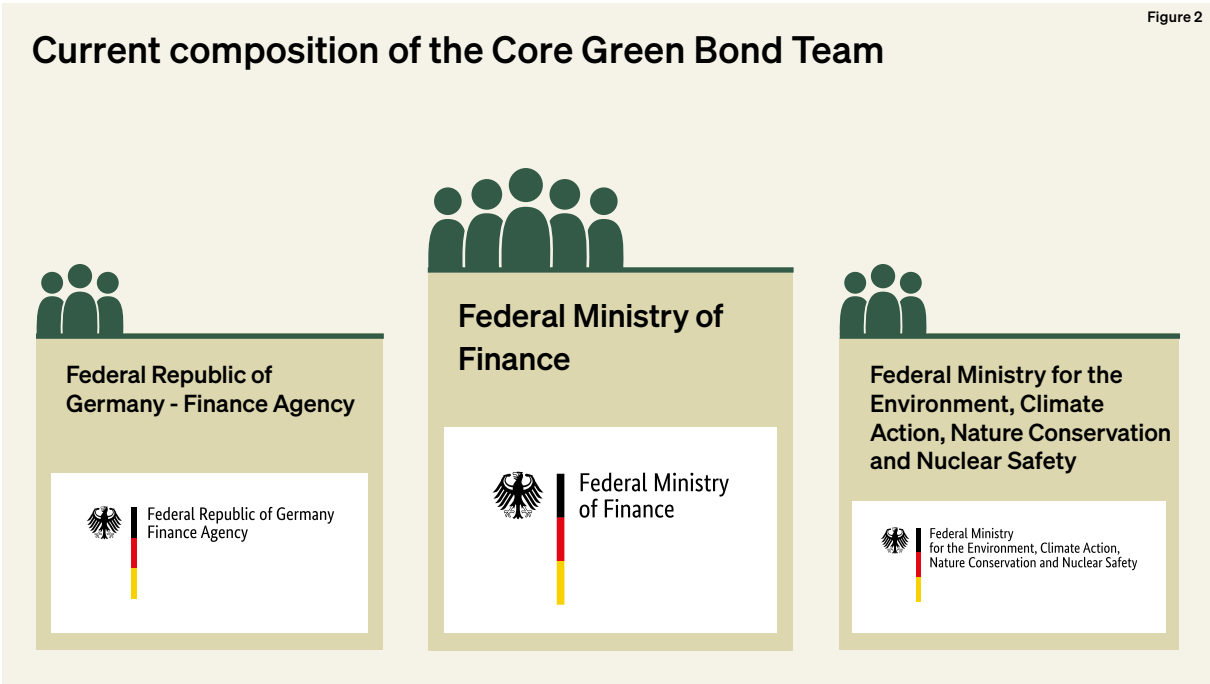 Figure 2
Current composition of the Core Green Bond Team
Federal Republic of
Germany - Finance Agency
Federal Republic of Germany
Finance Agency
Federal Ministry of
Finance
Federal Ministry
of Finance
Federal Ministry for the
Environment, Climate
Action, Nature Conservation
and Nuclear Safety
Federal Ministry
for the Environment, Climate Action,
Nature Conservation and Nuclear Safety